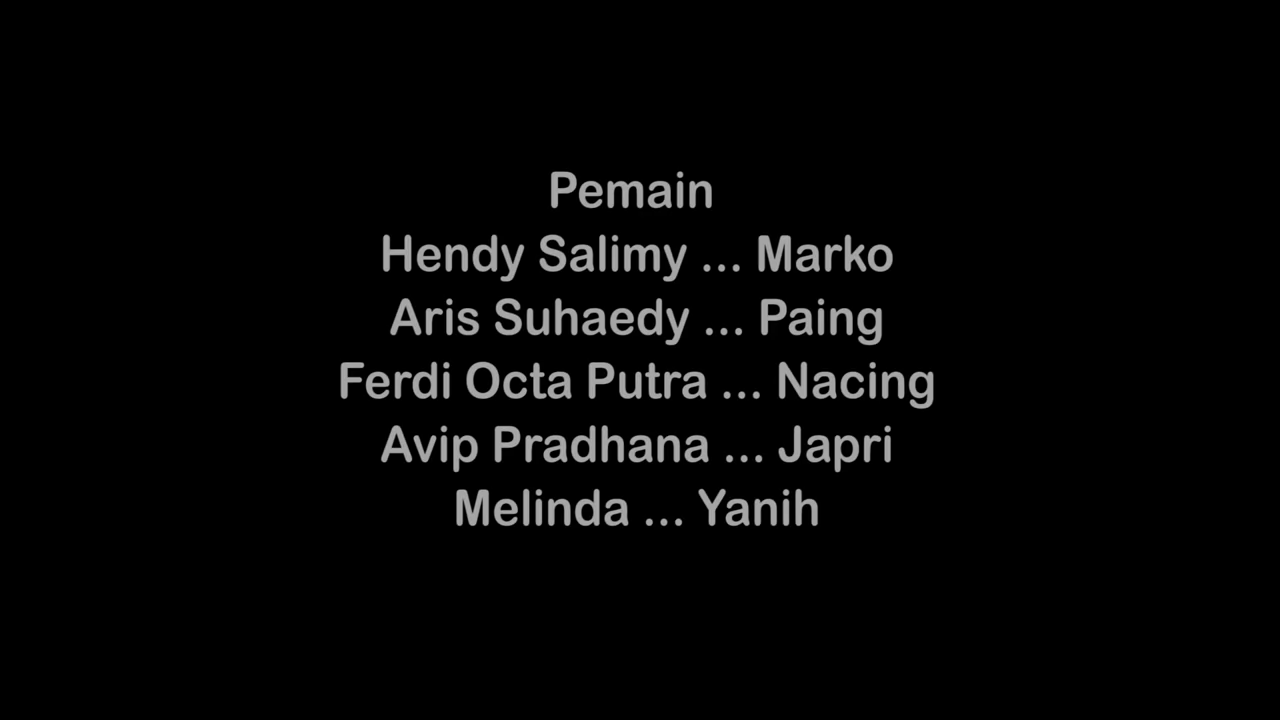 Pemain
Hendy Salimy ... Marko
Aris Suhaedy ... Paing
Ferdi Octa Putra ... Nacing
Avip Pradhana ... Japri
Melinda ... Yanih